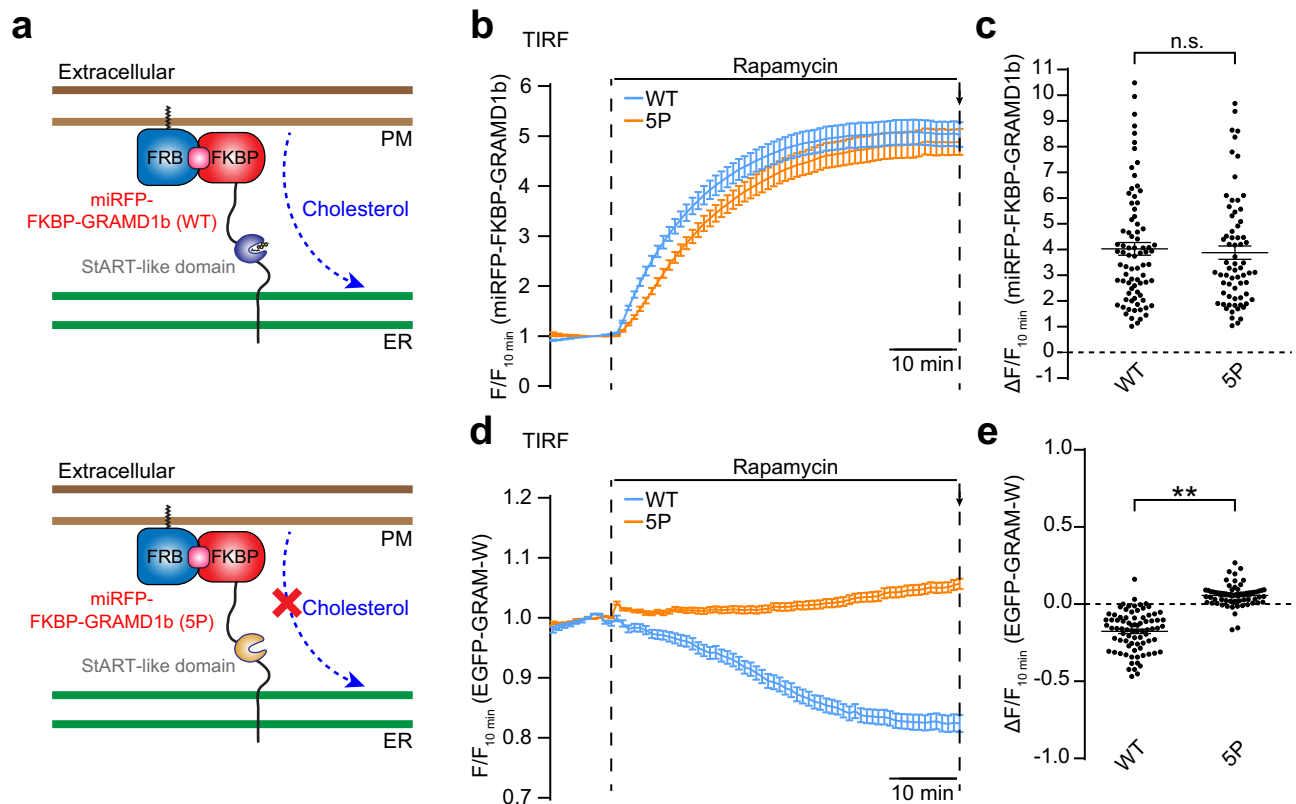 a
Extracellular
PM
FRB
FKBP
miRFP-
FKBP-GRAMD1b (WT)
Cholesterol
StART-like domain
ER
Extracellular
PM
FRB
FKBP
miRFP-
FKBP-GRAMD1b (5P)
Cholesterol
StART-like domain
ER
b
TIRF
Rapamycin
WT
5P
F/F10 min (miRFP-FKBP-GRAMD1b)
6
5
4
3
2
1
0
10 min
c
n.s.
ΔF/F10 min (miRFP-FKBP-GRAMD1b)
11
10
9
8
7
6
5
4
3
2
1
0
-1
WT
5P
d
TIRF
Rapamycin
WT
5P
F/F10 min (EGFP-GRAM-W)
1.2
1.1
1.0
0.9
0.8
0.7
10 min
e
**
ΔF/F10 min (EGFP-GRAM-W)
1.0
0.5
0.0
-0.5
-1.0
WT
5P